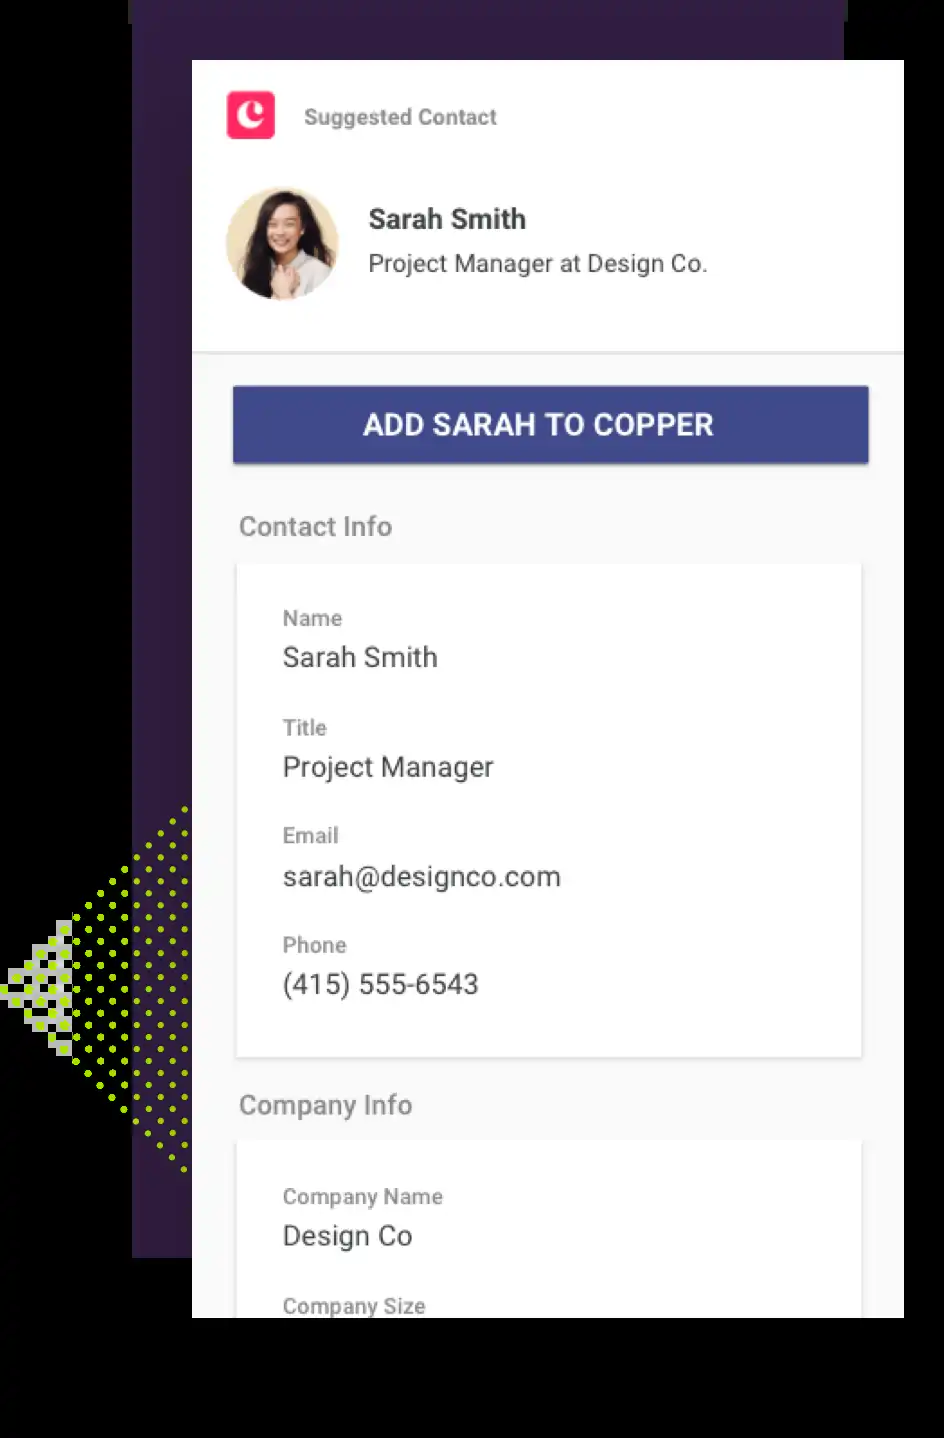 Suggested Contact
Sarah Smith
Project Manager at Design Co.
ADD SARAH TO COPPER
Contact Info
Name
Sarah Smith
Title
Project Manager
Email
sarah@designco.com
Phone
(415) 555-6543
Company Info
Company Name
Design Co
Company Size